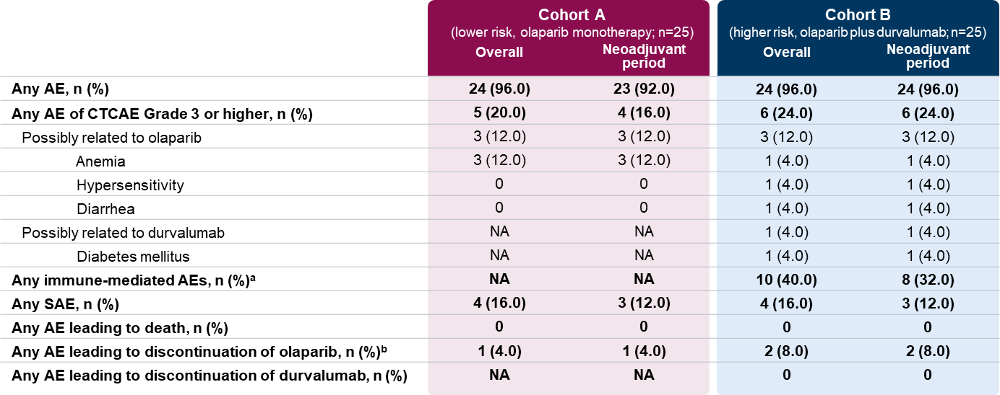 Cohort A
(lower risk, olaparib monotherapy; n=25)
Overall Neoadjuvant period
Cohort B
(higher risk, olaparib plus durvalumab; n=25)
Overall Neoadjuvant period
Any AE, n (%) 24 (96.0) 23 (92.0) 24 (96.0) 24 (96.0)
Any AE of CTCAE Grade 3 or higher, n (%) 5 (20.0) 4 (16.0) 6 (24.0) 6 (24.0)
Possibly related to olaparib 3 (12.0) 3 (12.0) 3 (12.0) 3 (12.0)
Anemia 3 (12.0) 3 (12.0) 1 (4.0) 1 (4.0)
Hypersensitivity 0 0 1 (4.0) 1 (4.0)
Diarrhea 0 0 1 (4.0) 1 (4.0)
Possibly related to durvalumab NA NA 1 (4.0) 1 (4.0)
Diabetes mellitus NA NA 1 (4.0) 1 (4.0)
Any immune-mediated AEs, n (%)ᵃ NA NA 10 (40.0) 8 (32.0)
Any SAE, n (%) 4 (16.0) 3 (12.0) 4 (16.0) 3 (12.0)
Any AE leading to death, n (%) 0 0 0 0
Any AE leading to discontinuation of olaparib, n (%)ᵇ 1 (4.0) 1 (4.0) 2 (8.0) 2 (8.0)
Any AE leading to discontinuation of durvalumab, n (%) NA NA 0 0